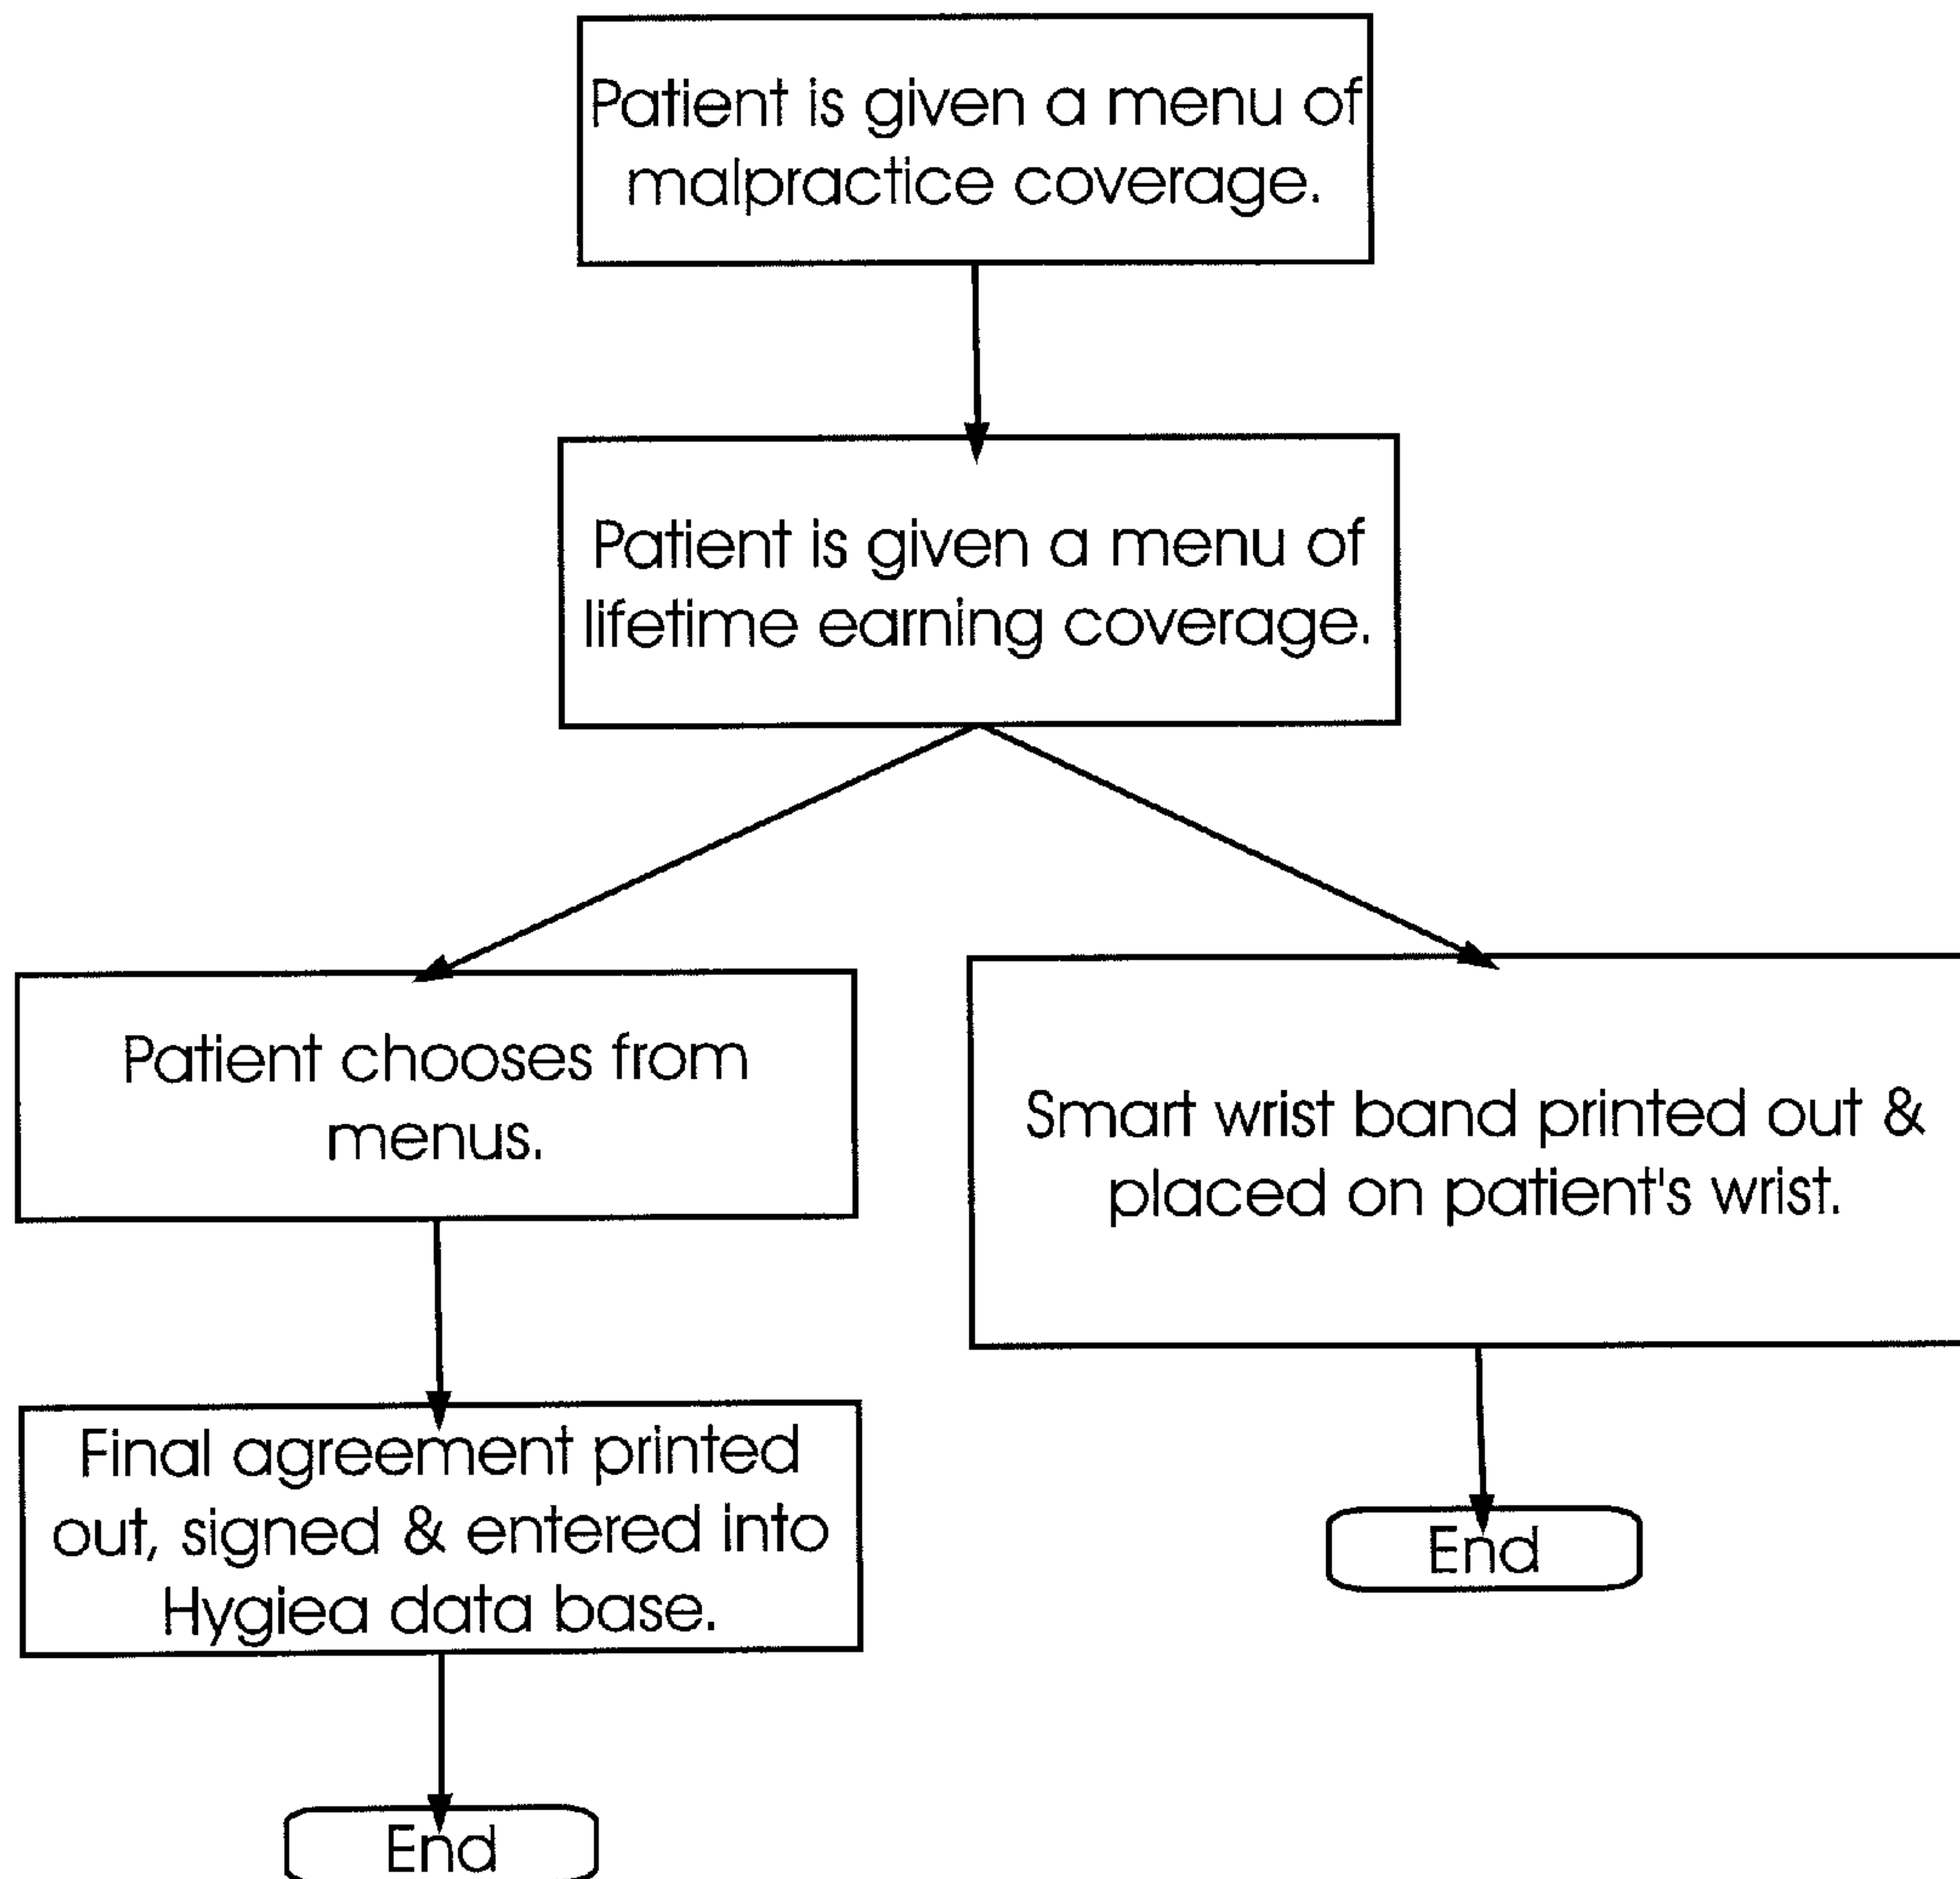 Patient is given a menu of
malpractice coverage.
Patient is given a menu of
lifetime earning coverage.
Patient chooses from
menus.
Smart wrist band printed out &
placed on patient's wrist.
Final agreement printed
out, signed & entered into
Hygiea data base.
End
End